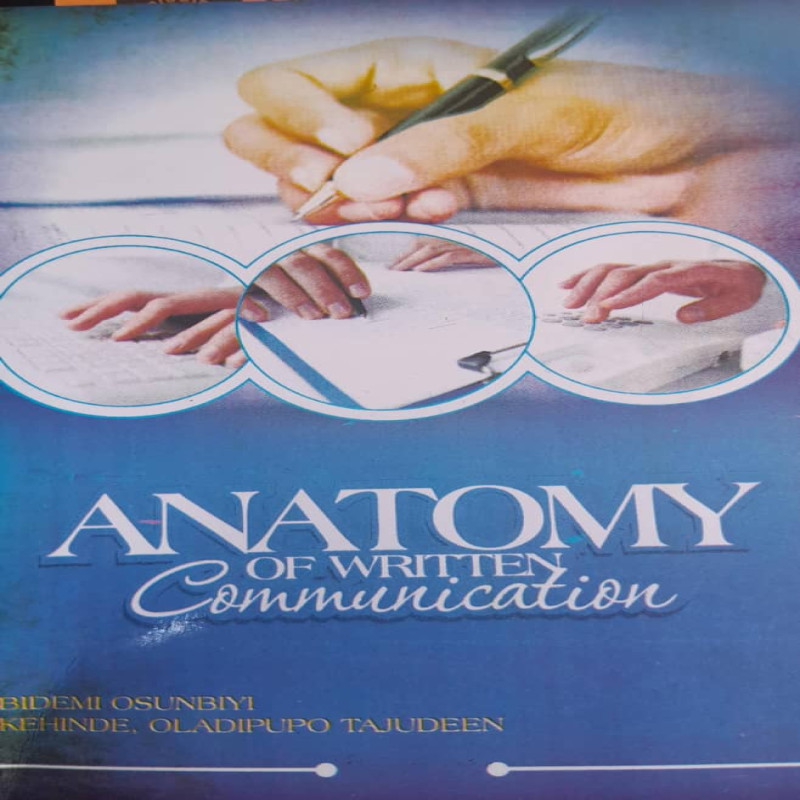 ANATOMY
OF WRITTEN
Communication
BIDEMI OSUNBIYI
KEHINDE, OLADIPUPO TAJUDEEN